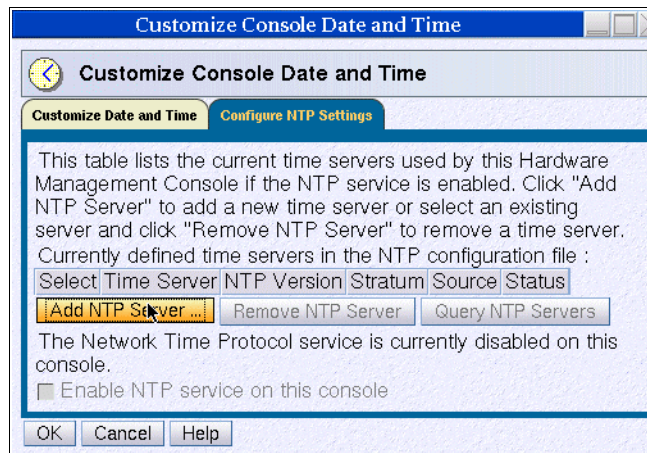 Customize Console Date and Time
Customize Console Date and Time
Customize Date and Time
Configure NTP Settings
This table lists the current time servers used by this Hardware
Management Console if the NTP service is enabled. Click "Add
NTP Server" to add a new time server or select an existing
server and click "Remove NTP Server" to remove a time server.
Currently defined time servers in the NTP configuration file :
Select Time Server NTP Version Stratum Source Status
Add NTP Server ... Remove NTP Server Query NTP Servers
The Network Time Protocol service is currently disabled on this
console.
Enable NTP service on this console
OK Cancel Help